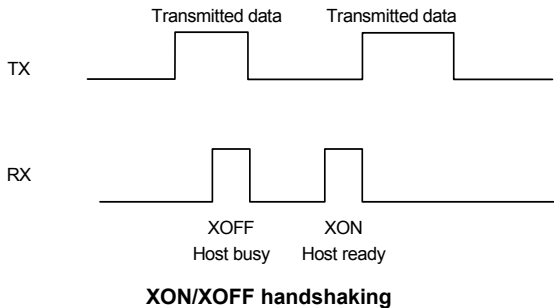 Transmitted data Transmitted data
TX
RX
XOFF XON
Host busy Host ready
XON/XOFF handshaking